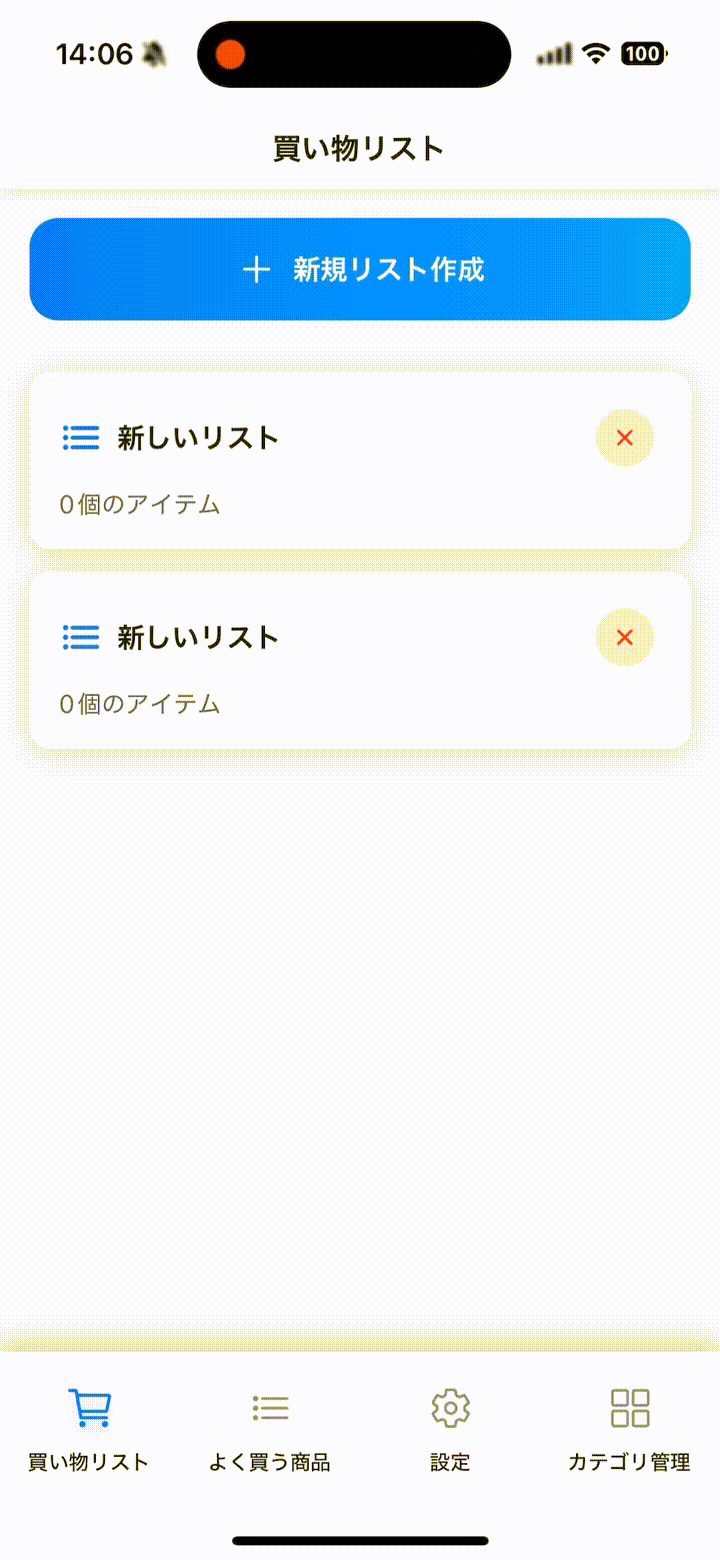 14:06
100
買い物リスト
新規リスト作成
新しいリスト
0個のアイテム
新しいリスト
0個のアイテム
買い物リスト
よく買う商品
設定
カテゴリ管理